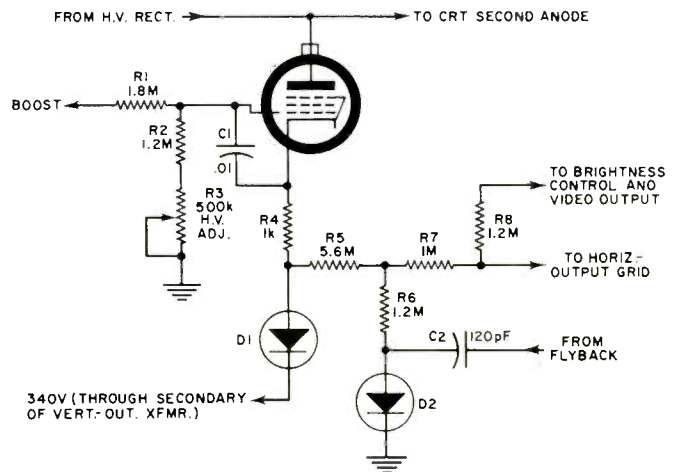 FROM H.V. RECT.
TO CRT SECOND ANODE
R1
1.8M
BOOST
R2
1.2M
C1
.01
R3
500k
H.V.
ADJ.
R4
1k
R5
5.6M
R7
1M
R8
1.2M
TO BRIGHTNESS
CONTROL AND
VIDEO OUTPUT
TO HORIZ.-
OUTPUT GRID
R6
1.2M
C2
120pF
FROM
FLYBACK
D1
D2
340V (THROUGH SECONDARY
OF VERT.-OUT. XFMR.)